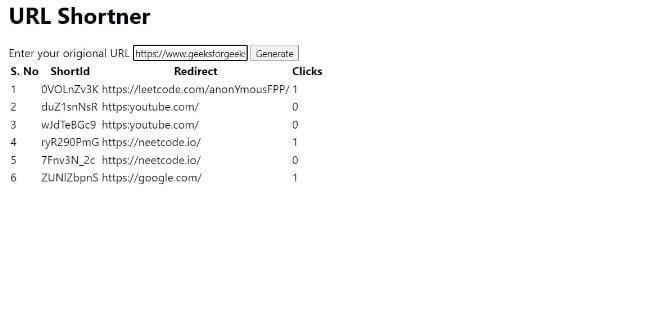 URL Shortner
Enter your origional URL https://www.geeksforgeeks Generate
S. No ShortId Redirect Clicks
1 0VOLnZv3K https://leetcode.com/anonYmousFPP/ 1
2 duZ1snNsR https:youtube.com/ 0
3 wJdTeBGc9 https:youtube.com/ 0
4 ryR290PmG https://neetcode.io/ 1
5 7Fnv3N_2c https://neetcode.io/ 0
6 ZUNlZbpnS https://google.com/ 1